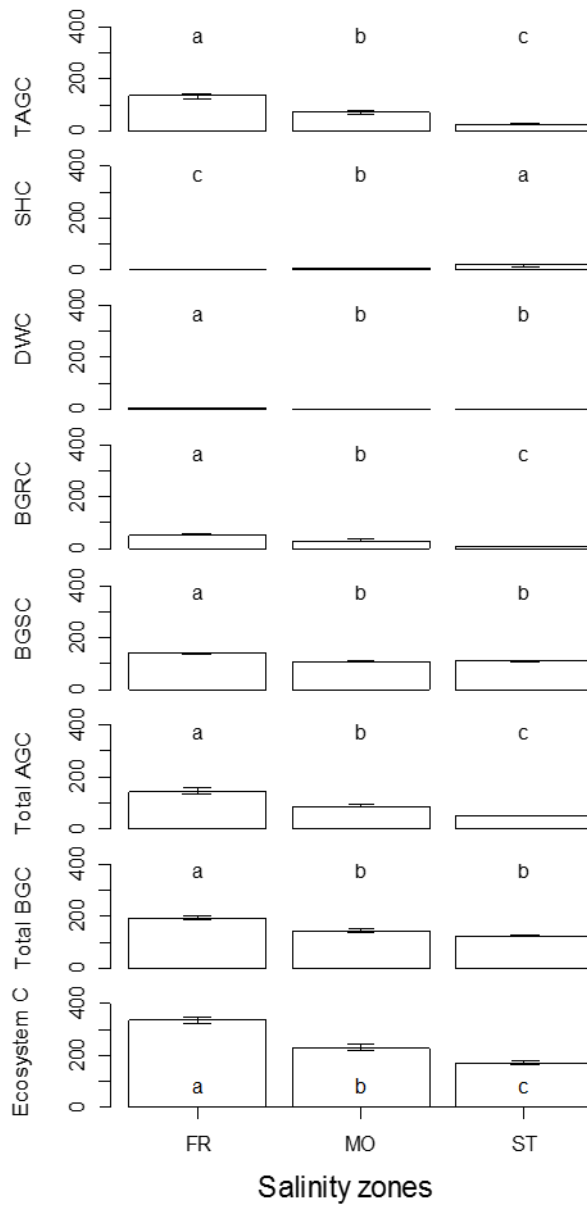 TAGC
0 200 400
a b c
SHC
0 200 400
c b a
DWC
0 200 400
a b b
BGRC
0 200 400
a b c
BGSC
0 200 400
a b b
Total AGC
0 200 400
a b c
Total BGC
0 200 400
a b b
Ecosystem C
0 200 400
a b c
FR MO ST
Salinity zones